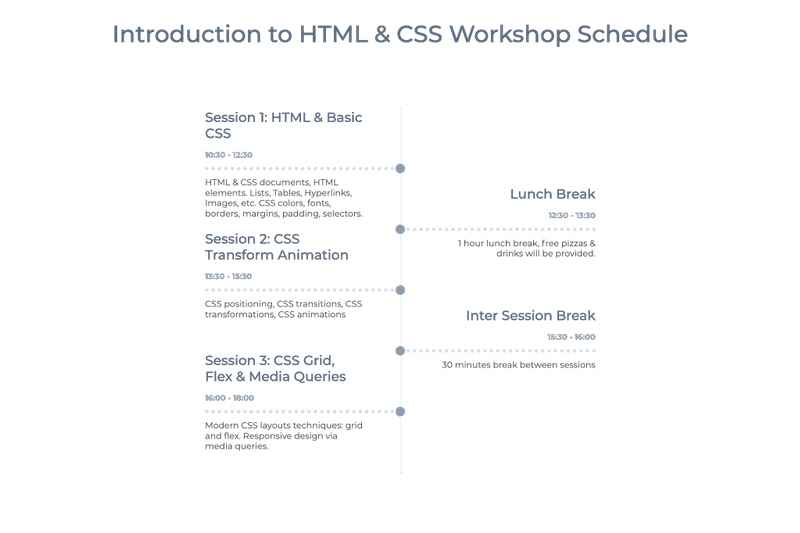 Introduction to HTML & CSS Workshop Schedule
Session 1: HTML & Basic
CSS
10:30 - 12:30
HTML & CSS documents, HTML
elements. Lists, Tables, Hyperlinks,
Images, etc. CSS colors, fonts,
borders, margins, padding, selectors.
Lunch Break
12:30 - 13:30
1 hour lunch break, free pizzas &
drinks will be provided.
Session 2: CSS
Transform Animation
13:30 - 15:30
CSS positioning, CSS transitions, CSS
transformations, CSS animations
Inter Session Break
15:30 - 16:00
30 minutes break between sessions
Session 3: CSS Grid,
Flex & Media Queries
16:00 - 18:00
Modern CSS layouts techniques: grid
and flex. Responsive design via
media queries.